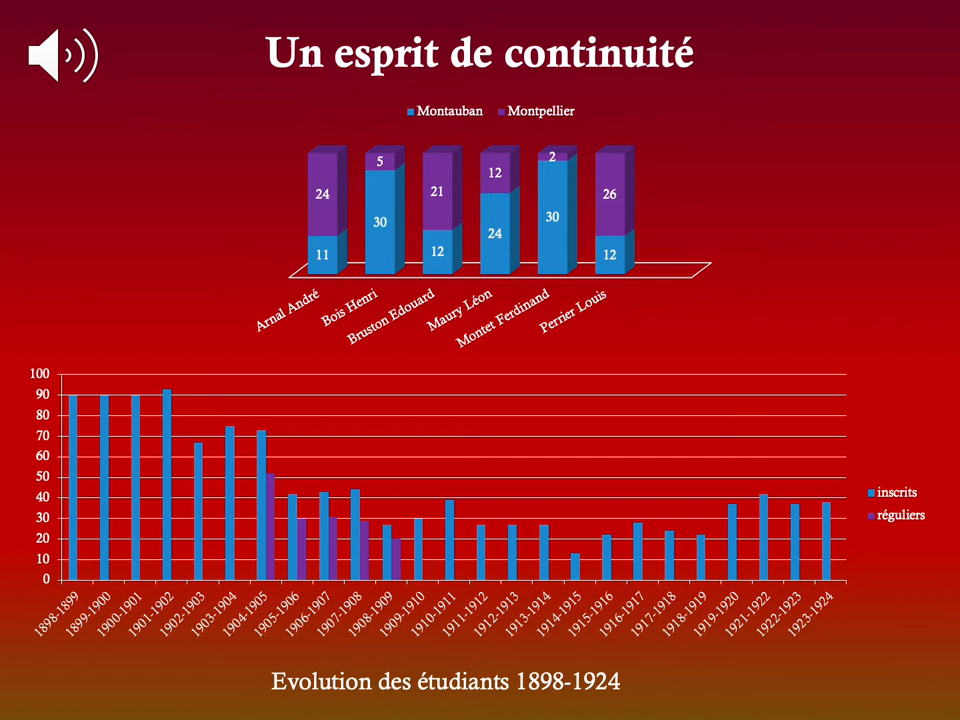 Un esprit de continuité
Montauban Montpellier
24 5 21 12 2 26
11 30 12 24 30 12
Arnal André
Bois Henri
Bruston Edouard
Maury Léon
Montet Ferdinand
Perrier Louis
100
90
80
70
60
50
40
30
20
10
0
inscrits
réguliers
1898-1899
1899-1900
1900-1901
1901-1902
1902-1903
1903-1904
1904-1905
1905-1906
1906-1907
1907-1908
1908-1909
1909-1910
1910-1911
1911-1912
1912-1913
1913-1914
1914-1915
1915-1916
1916-1917
1917-1918
1918-1919
1919-1920
1921-1922
1922-1923
1923-1924
Evolution des étudiants 1898-1924